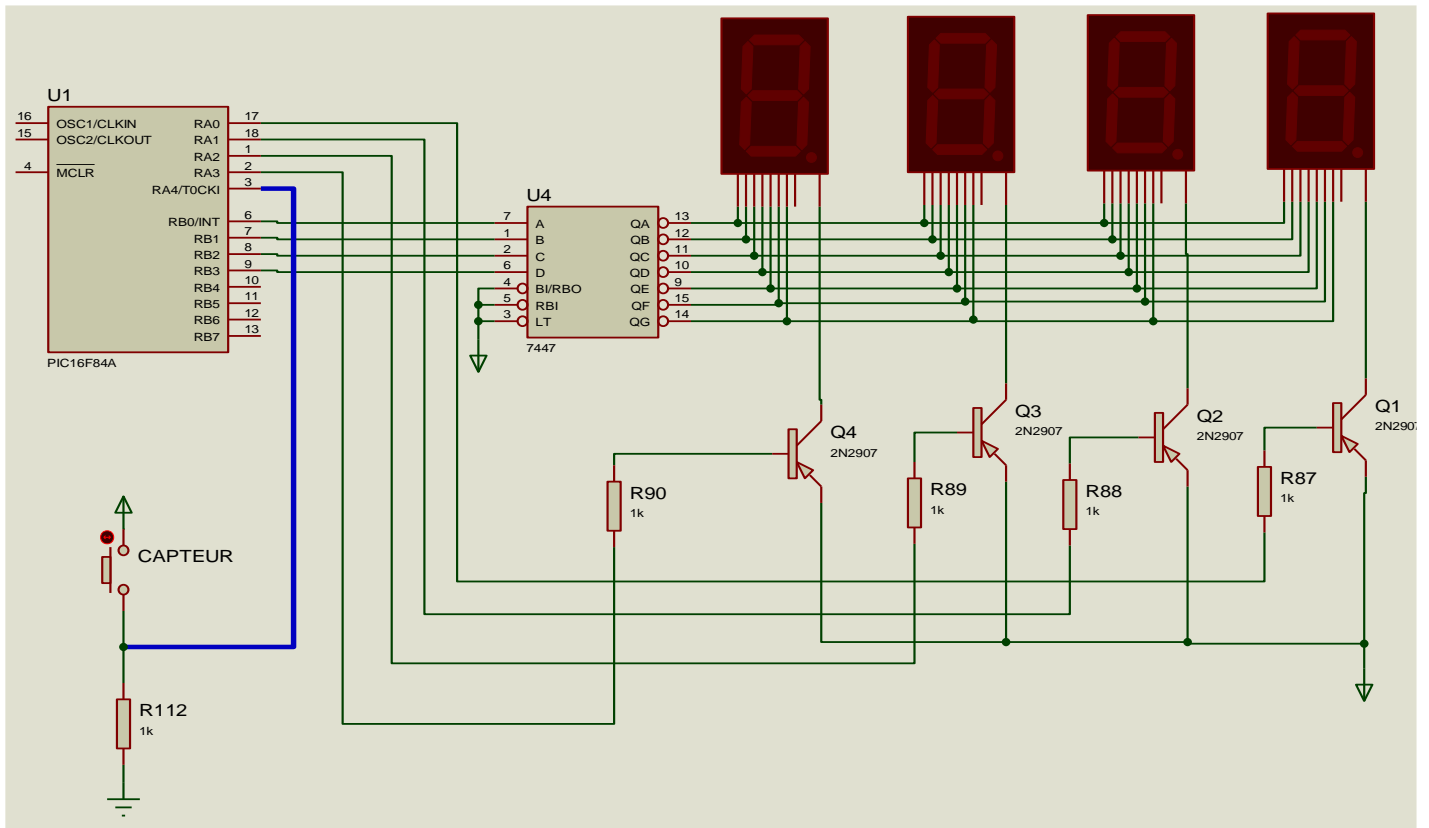 U1
16 OSC1/CLKIN RA0 17
15 OSC2/CLKOUT RA1 18
RA2 1
4 MCLR RA3 2
RA4/T0CKI 3
RB0/INT 6
RB1 7
RB2 8
RB3 9
RB4 10
RB5 11
RB6 12
RB7 13
PIC16F84A
U4
7 A QA 13
1 B QB 12
2 C QC 11
6 D QD 10
4 BI/RBO QE 9
5 RBI QF 15
3 LT QG 14
7447
Q4
2N2907
Q3
2N2907
Q2
2N2907
Q1
2N2907
R90
1k
R89
1k
R88
1k
R87
1k
CAPTEUR
R112
1k